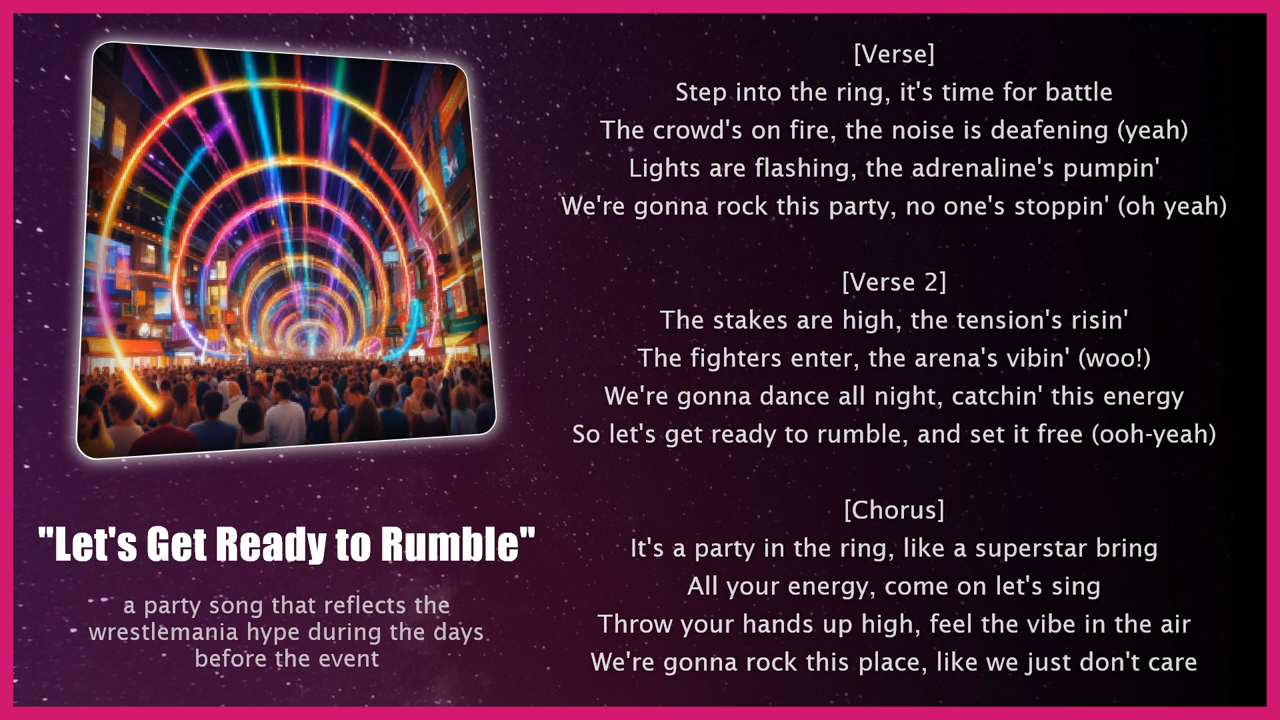 "Let's Get Ready to Rumble"
a party song that reflects the
wrestlemania hype during the days
before the event
[Verse]
Step into the ring, it's time for battle
The crowd's on fire, the noise is deafening (yeah)
Lights are flashing, the adrenaline's pumpin'
We're gonna rock this party, no one's stoppin' (oh yeah)
[Verse 2]
The stakes are high, the tension's risin'
The fighters enter, the arena's vibin' (woo!)
We're gonna dance all night, catchin' this energy
So let's get ready to rumble, and set it free (ooh-yeah)
[Chorus]
It's a party in the ring, like a superstar bring
All your energy, come on let's sing
Throw your hands up high, feel the vibe in the air
We're gonna rock this place, like we just don't care